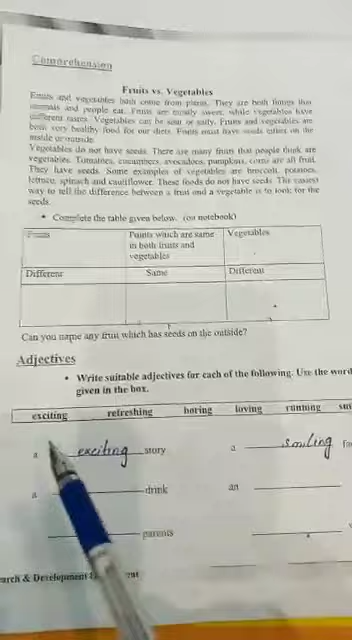 Comprehension
Fruits vs. Vegetables
Fruits and vegetables both come from plants. They are both things that
animals and people eat. Fruits are mostly sweet, while vegetables have
different tastes. Vegetables can be sour or salty. Fruits and vegetables are
both very healthy food for our diets. Fruits must have seeds either on the
inside or outside.
Vegetables do not have seeds. There are many fruits that people think are
vegetables. Tomatoes, cucumbers, avocadoes, pumpkins, corns are all fruit.
They have seeds. Some examples of vegetables are broccoli, potatoes,
lettuce, spinach and cauliflower. These foods do not have seeds. The easiest
way to tell the difference between a fruit and a vegetable is to look for the
seeds.
• Complete the table given below. (on notebook)
Fruits Points which are same in both fruits and vegetables Vegetables
Different Same Different
Can you name any fruit which has seeds on the outside?
Adjectives
• Write suitable adjectives for each of the following. Use the word
given in the box.
exciting refreshing boring loving running
a exciting story a smiling
a drink an
parents
arch & Development